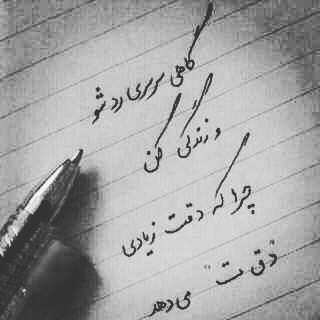 گاهی سرسری رد شو
و زندگی کن
چرا که دقت زیادی
"دق ت" می دهد